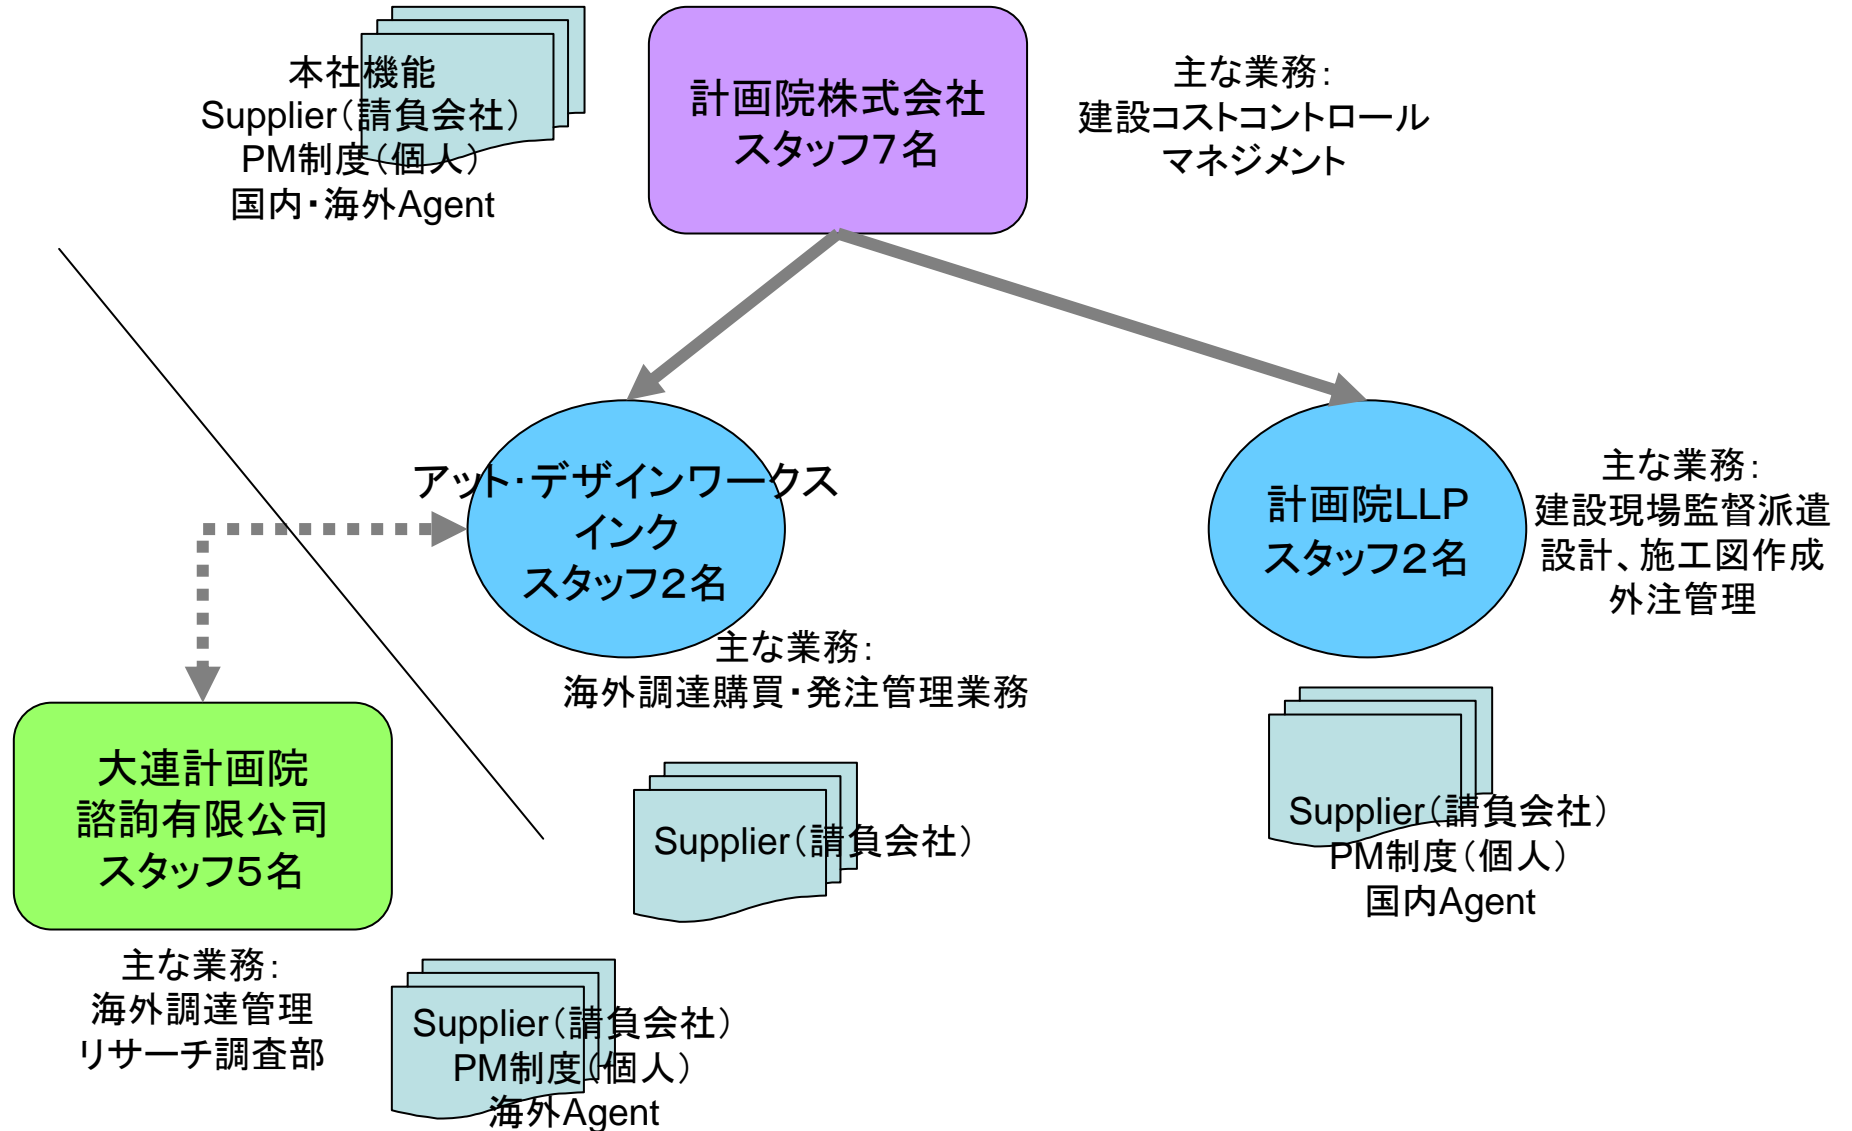 本社機能
Supplier(請負会社)
PM制度(個人)
国内・海外Agent
計画院株式会社
スタッフ7名
主な業務:
建設コストコントロール
マネジメント
アット・デザインワークス
インク
スタッフ2名
主な業務:
海外調達購買・発注管理業務
計画院LLP
スタッフ2名
主な業務:
建設現場監督派遣
設計、施工図作成
外注管理
大連計画院
諮詢有限公司
スタッフ5名
主な業務:
海外調達管理
リサーチ調査部
Supplier(請負会社)
Supplier(請負会社)
PM制度(個人)
国内Agent
Supplier(請負会社)
PM制度(個人)
海外Agent